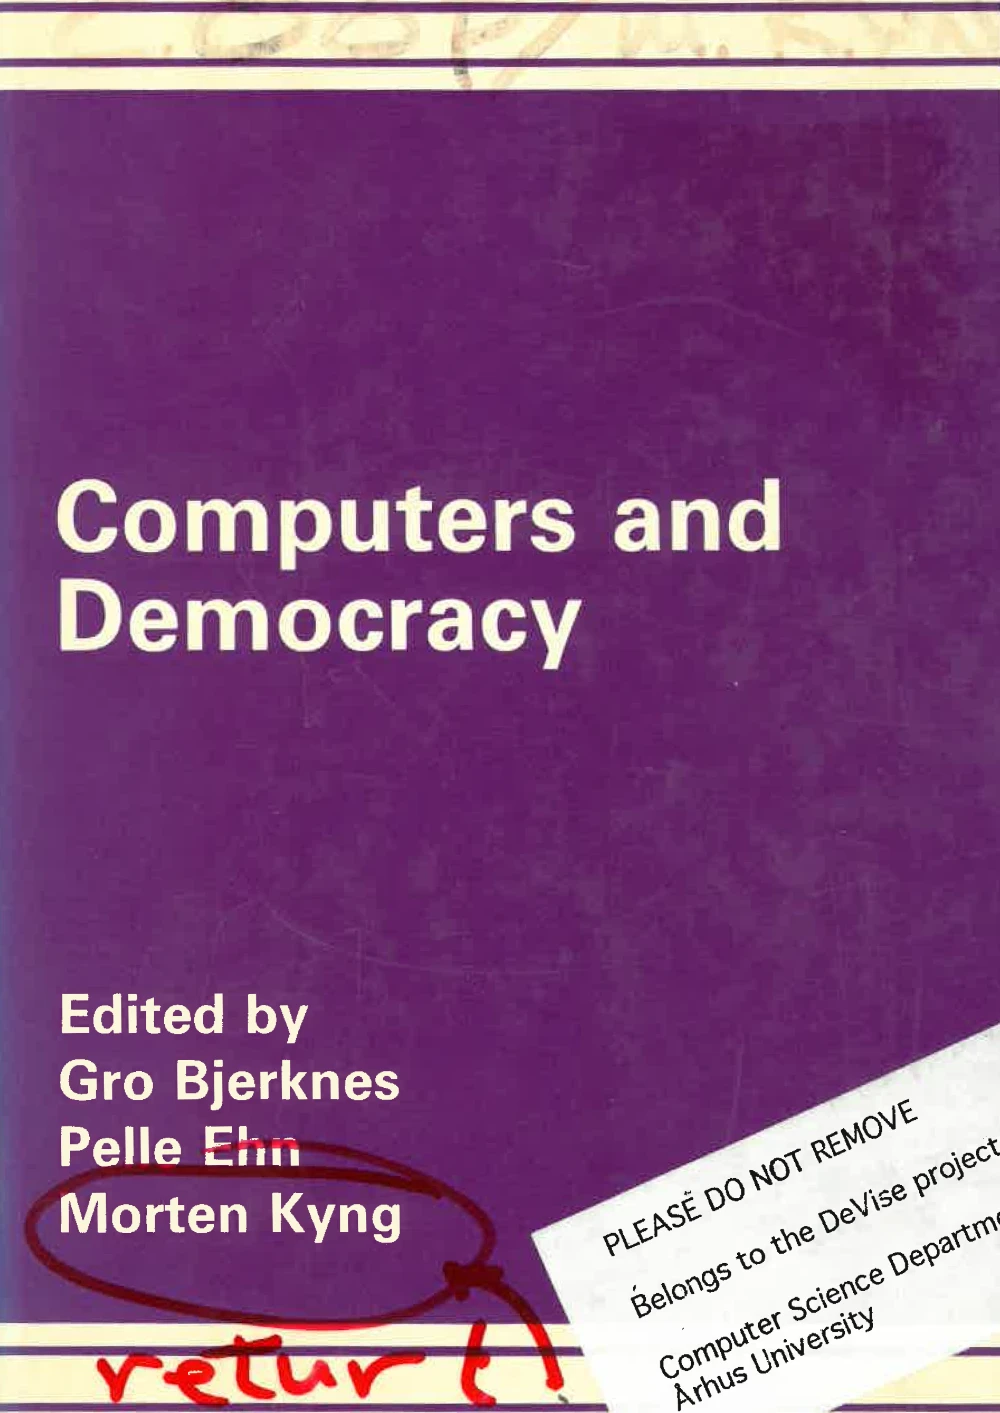 Computers and
Democracy
Edited by
Gro Bjerknes
Pelle Ehn
Morten Kyng
retur t!
PLEASE DO NOT REMOVE
Belongs to the DeVise project
Computer Science
Århus University